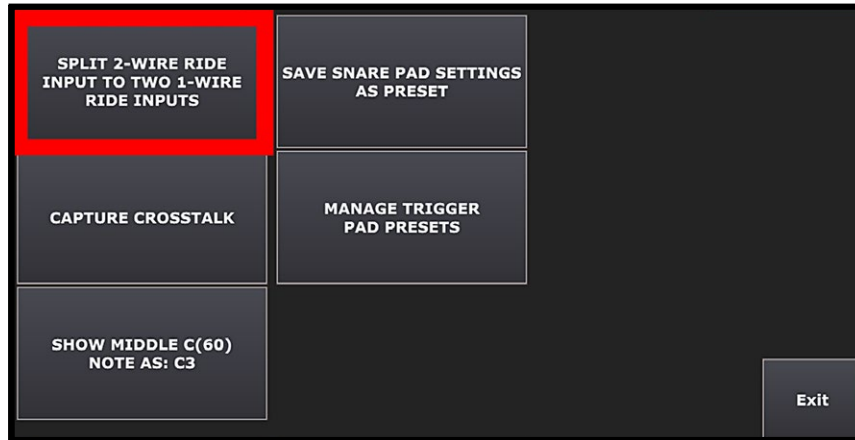 SPLIT 2-WIRE RIDE
INPUT TO TWO 1-WIRE
RIDE INPUTS
SAVE SNARE PAD SETTINGS
AS PRESET
CAPTURE CROSSTALK
MANAGE TRIGGER
PAD PRESETS
SHOW MIDDLE C(60)
NOTE AS: C3
Exit